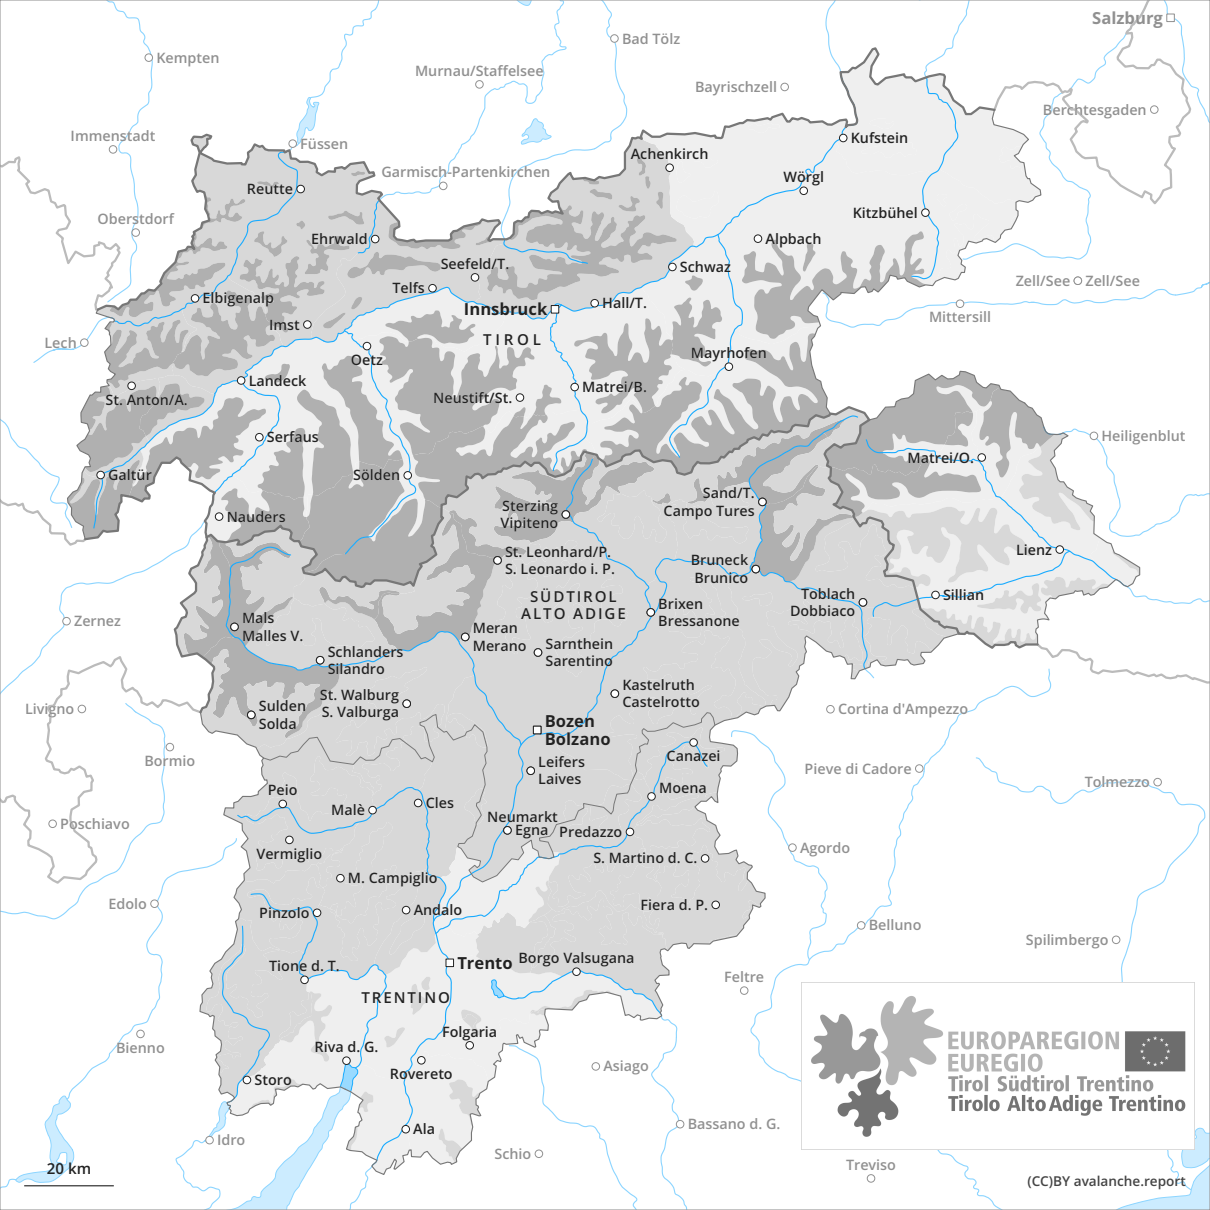 Salzburg
Kempten
Bad Tölz
Murnau/Staffelsee
Bayrischzell
Berchtesgaden
Immenstadt
Füssen
Kufstein
Achenkirch
Garmisch-Partenkirchen
Reutte
Wörgl
Oberstdorf
Kitzbühel
Ehrwald
Alpbach
Seefeld/T.
Schwaz
Zell/See
Zell/See
Telfs
Elbigenalp
Innsbruck
Hall/T.
Mittersill
Imst
TIROL
Lech
Oetz
Mayrhofen
Landeck
Matrei/B.
St. Anton/A.
Neustift/St.
Serfaus
Heiligenblut
Matrei/O.
Galtür
Sölden
Sand/T.
Campo Tures
Sterzing
Vipiteno
Nauders
Lienz
St. Leonhard/P.
S. Leonardo i. P.
Bruneck
Brunico
SÜDTIROL
ALTO ADIGE
Toblach
Dobbiaco
Sillian
Brixen
Bressanone
Zernez
Mals
Malles V.
Meran
Merano
Sarnthein
Sarentino
Schlanders
Silandro
Kastelruth
Castelrotto
St. Walburg
S. Valburga
Livigno
Sulden
Solda
Cortina d'Ampezzo
Bozen
Bolzano
Bormio
Canazei
Leifers
Laives
Pieve di Cadore
Tolmezzo
Peio
Moena
Malè
Cles
Neumarkt
Egna
Predazzo
Poschiavo
Vermiglio
S. Martino d. C.
Agordo
M. Campiglio
Edolo
Pinzolo
Andalo
Fiera d. P.
Belluno
Spilimbergo
Trento
Borgo Valsugana
Tione d. T.
Feltre
TRENTINO
Folgaria
Bienno
Riva d. G.
Rovereto
Asiago
Storo
EUROPAREGION
EUREGIO
Tirol Südtirol Trentino
Tirolo Alto Adige Trentino
Ala
Bassano d. G.
Idro
Schio
Treviso
20 km
(CC)BY avalanche.report